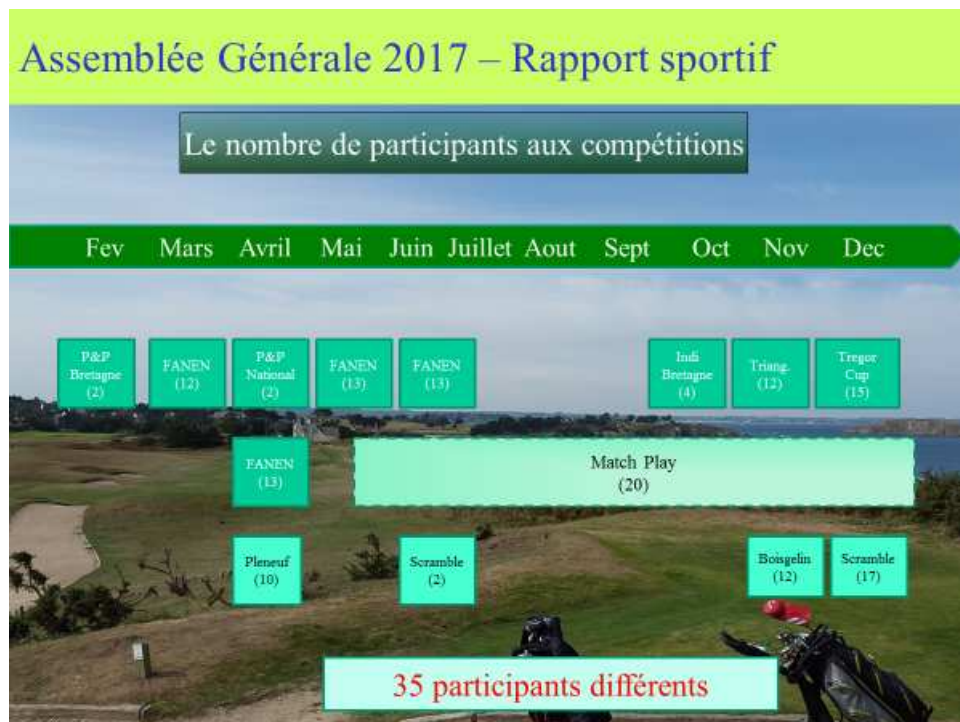 Assemblée Générale 2017 – Rapport sportif
Le nombre de participants aux compétitions
Fev Mars Avril Mai Juin Juillet Aout Sept Oct Nov Dec
P&P
Bretagne
(2)
FANEN
(12)
P&P
National
(2)
FANEN
(13)
FANEN
(13)
Indi
Bretagne
(4)
Triang.
(12)
Tregor
Cup
(15)
FANEN
(13)
Match Play
(20)
Pleneuf
(10)
Scramble
(2)
Boisgelin
(12)
Scramble
(17)
35 participants différents